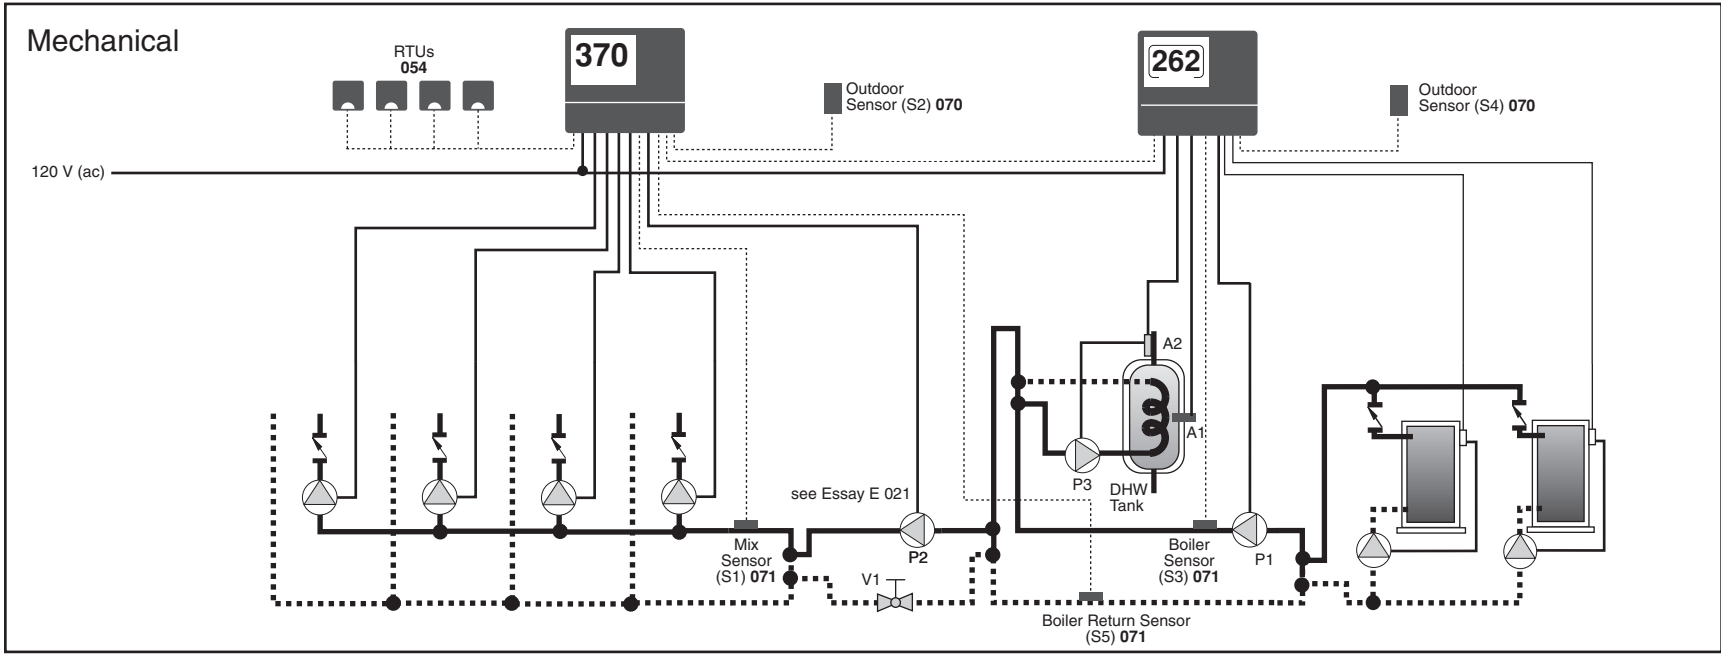 Mechanical
RTUs
054
370
Outdoor
Sensor (S2) 070
262
Outdoor
Sensor (S4) 070
120 V (ac)
A2
A1
P3
DHW
Tank
see Essay E 021
P2
Mix
Sensor
(S1) 071
V1
Boiler
Sensor
(S3) 071
P1
Boiler Return Sensor
(S5) 071